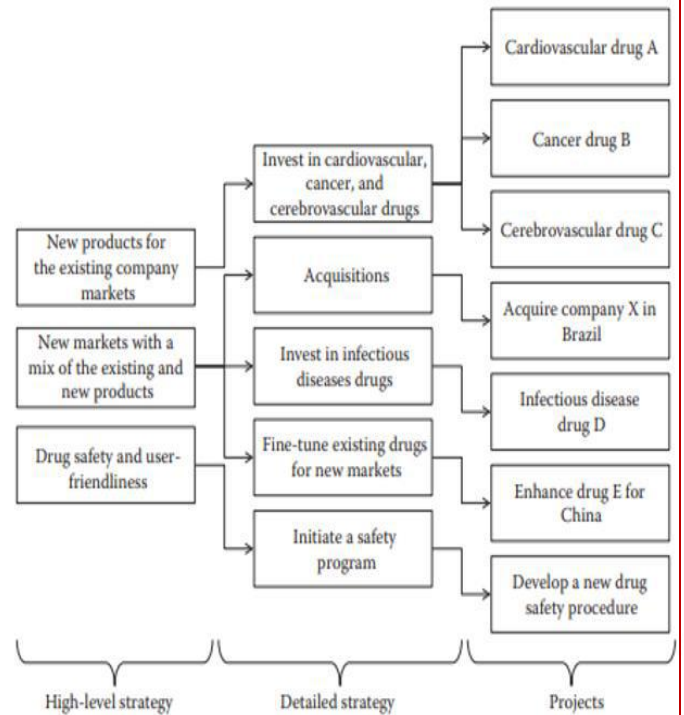 New products for
the existing company
markets
New markets with a
mix of the existing and
new products
Drug safety and user-
friendliness
Invest in cardiovascular,
cancer, and
cerebrovascular drugs
Acquisitions
Invest in infectious
diseases drugs
Fine-tune existing drugs
for new markets
Initiate a safety
program
Cardiovascular drug A
Cancer drug B
Cerebrovascular drug C
Acquire company X in
Brazil
Infectious disease
drug D
Enhance drug E for
China
Develop a new drug
safety procedure
High-level strategy
Detailed strategy
Projects